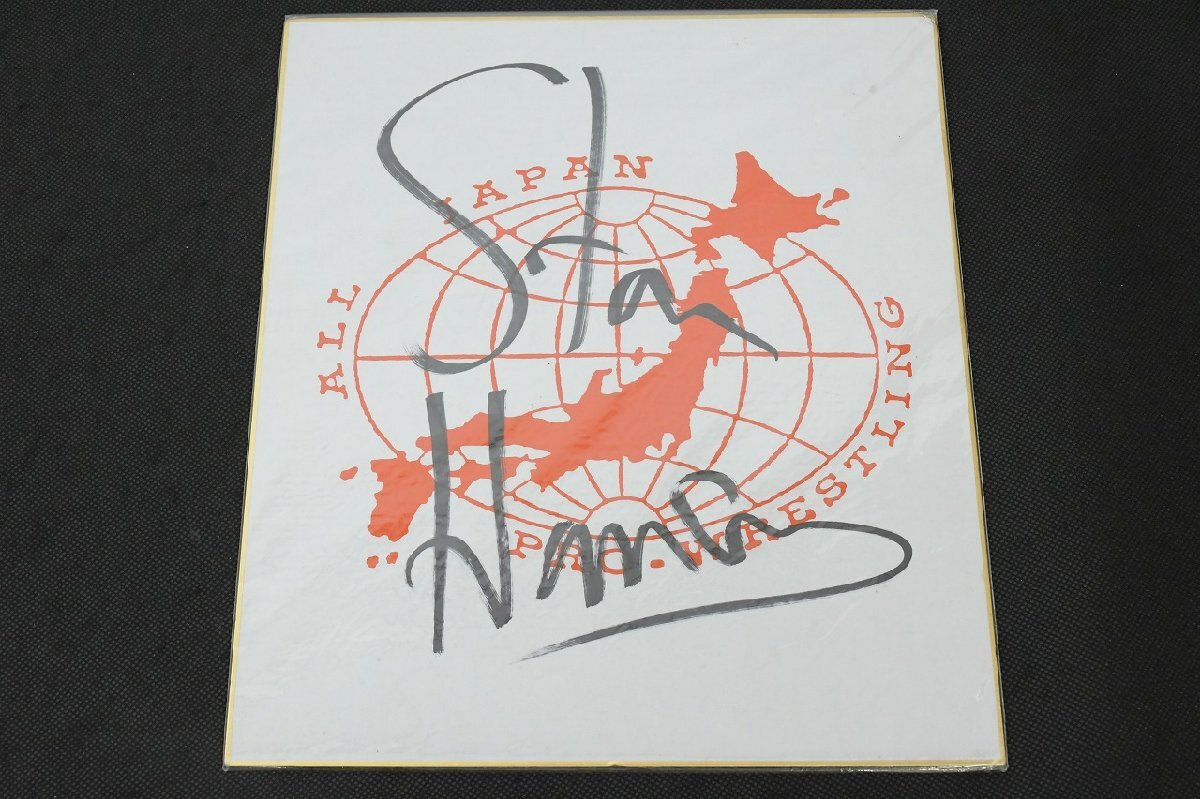 ALL JAPAN
PRO-WRESTLING
Stan
Hansen